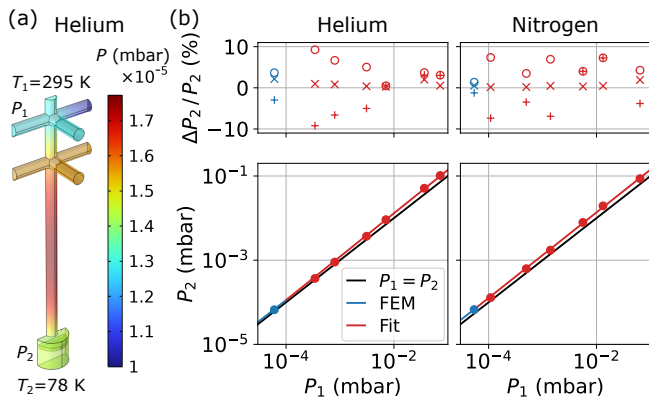 (a)
Helium
P (mbar)
×10⁻⁵
T₁=295 K
P₁
1.7
1.6
1.5
1.4
1.3
1.2
1.1
1
P₂
T₂=78 K
(b)
Helium
Nitrogen
ΔP₂/P₂ (%)
10
0
−10
P₂ (mbar)
10⁻¹
10⁻³
10⁻⁵
P₁ = P₂
FEM
Fit
10⁻⁴
10⁻²
10⁻⁴
10⁻²
P₁ (mbar)
P₁ (mbar)